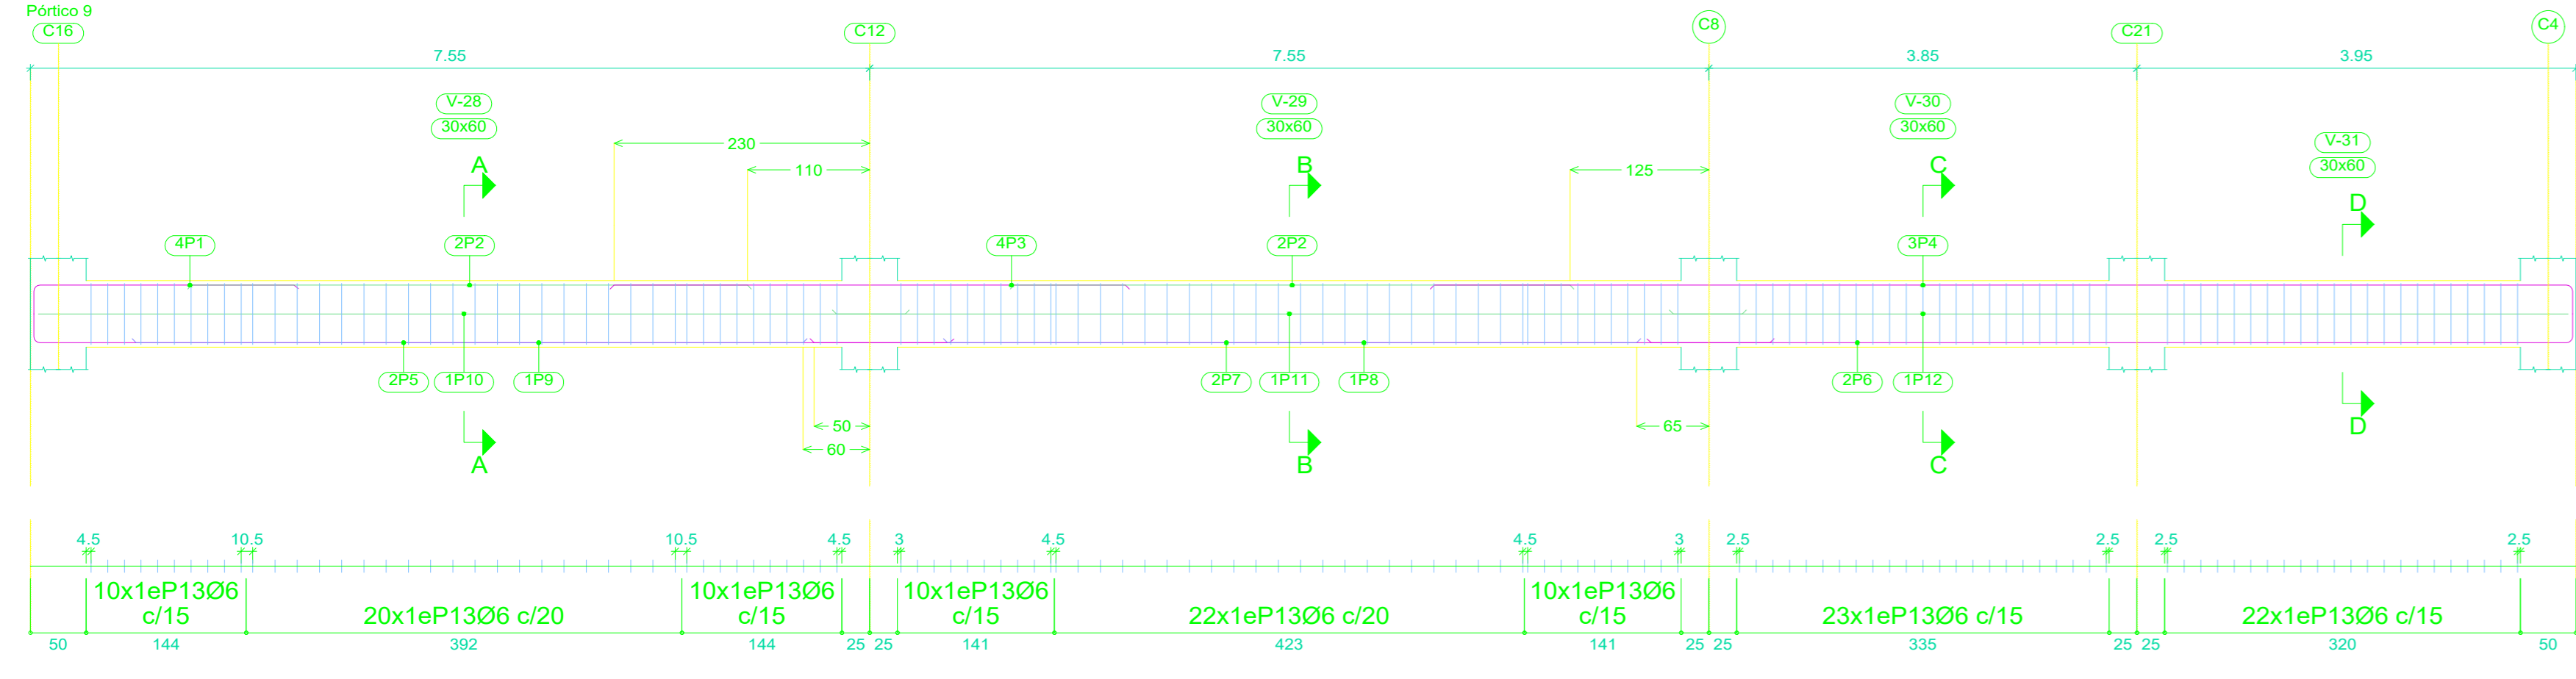 Pórtico 9
C16 C12 C8 C21 C4
7.55 7.55 3.85 3.95
V-28 V-29 V-30
30x60 30x60 30x60
V-31
30x60
230
110 125
A B C
D
4P1 2P2 4P3 2P2 3P4
2P5 1P10 1P9 2P7 1P11 1P8 2P6 1P12
50 65
60
D
A B C
4.5 10.5 10.5 4.5 3 4.5 4.5 3 2.5 2.5 2.5 2.5
10x1eP13Ø6 10x1eP13Ø6 10x1eP13Ø6 10x1eP13Ø6
c/15 20x1eP13Ø6 c/20 c/15 c/15 22x1eP13Ø6 c/20 c/15 23x1eP13Ø6 c/15 22x1eP13Ø6 c/15
50 144 392 144 25 25 141 423 141 25 25 335 25 25 320 50